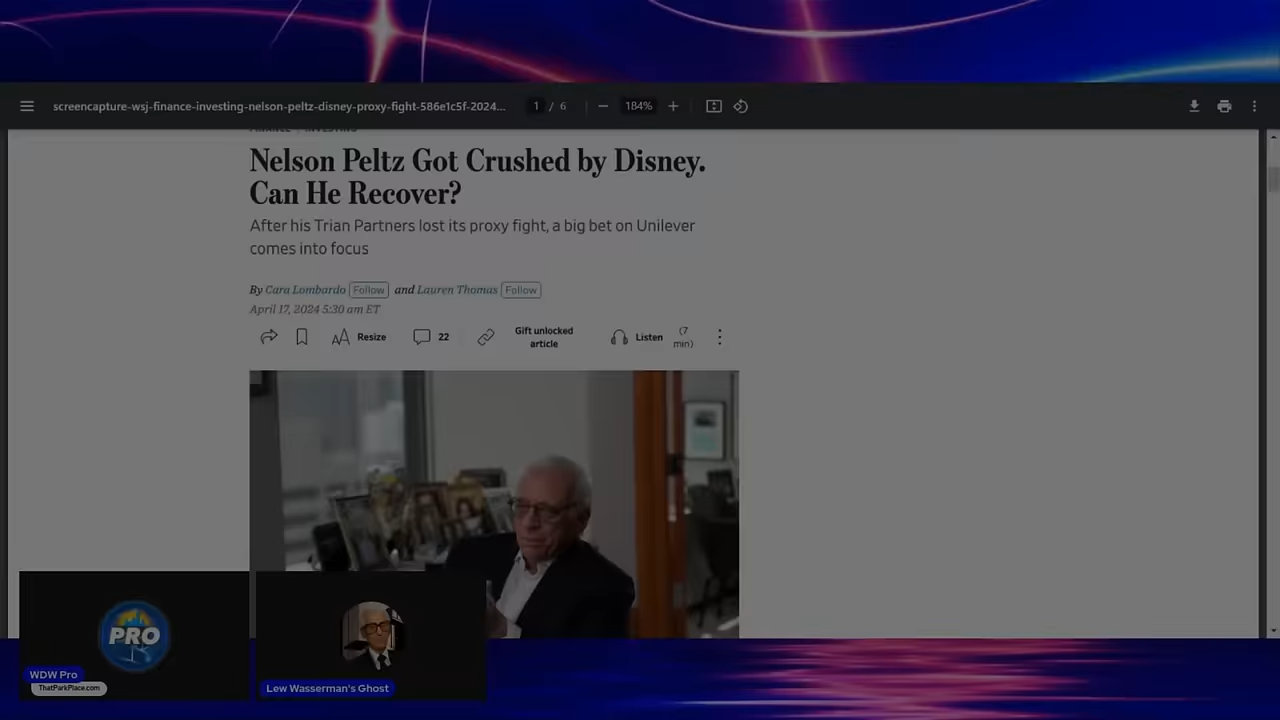 screencapture-wsj-finance-investing-nelson-peltz-disney-proxy-fight-586e1c5f-2024...
1 / 6
184%
FINANCE INVESTING
Nelson Peltz Got Crushed by Disney.
Can He Recover?
After his Trian Partners lost its proxy fight, a big bet on Unilever
comes into focus
By Cara Lombardo Follow and Lauren Thomas Follow
April 17, 2024 5:30 am ET
Resize
22
Gift unlocked
article
Listen
(7
min)
PRO
WDW Pro
ThatParkPlace.com
Lew Wasserman's Ghost